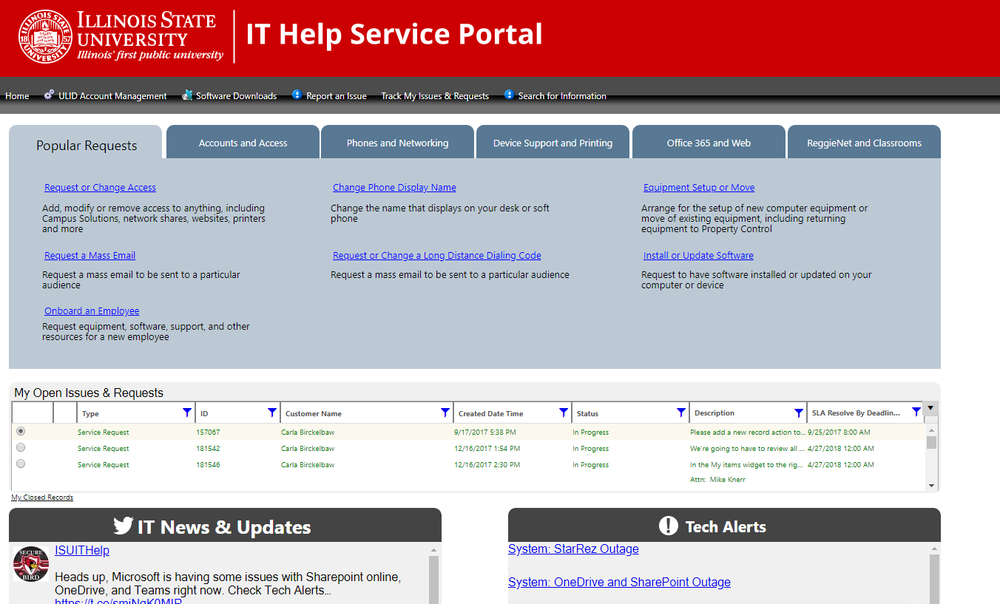 ILLINOIS STATE
UNIVERSITY
Illinois' first public university
IT Help Service Portal
Home ULID Account Management Software Downloads Report an Issue Track My Issues & Requests Search for Information
Popular Requests Accounts and Access Phones and Networking Device Support and Printing Office 365 and Web ReggieNet and Classrooms
Request or Change Access
Add, modify or remove access to anything, including
Campus Solutions, network shares, websites, printers
and more
Change Phone Display Name
Change the name that displays on your desk or soft
phone
Equipment Setup or Move
Arrange for the setup of new computer equipment or
move of existing equipment, including returning
equipment to Property Control
Request a Mass Email
Request a mass email to be sent to a particular
audience
Request or Change a Long Distance Dialing Code
Request a mass email to be sent to a particular audience
Install or Update Software
Request to have software installed or updated on your
computer or device
Onboard an Employee
Request equipment, software, support, and other
resources for a new employee
My Open Issues & Requests
Type ID Customer Name Created Date Time Status Description SLA Resolve By Deadlin...
Service Request 157067 Carla Birckelbaw 9/17/2017 5:38 PM In Progress Please add a new record action to... 9/25/2017 8:00 AM
Service Request 181542 Carla Birckelbaw 12/16/2017 1:54 PM In Progress We're going to have to review all ... 4/27/2018 12:00 AM
Service Request 181546 Carla Birckelbaw 12/16/2017 2:30 PM In Progress In the My items widget to the rig... 4/27/2018 12:00 AM
Attn: Mike Knerr
My Closed Records
IT News & Updates
SECURE
BIRD
ISUITHelp
Heads up, Microsoft is having some issues with Sharepoint online,
OneDrive, and Teams right now. Check Tech Alerts...
Tech Alerts
System: StarRez Outage
System: OneDrive and SharePoint Outage